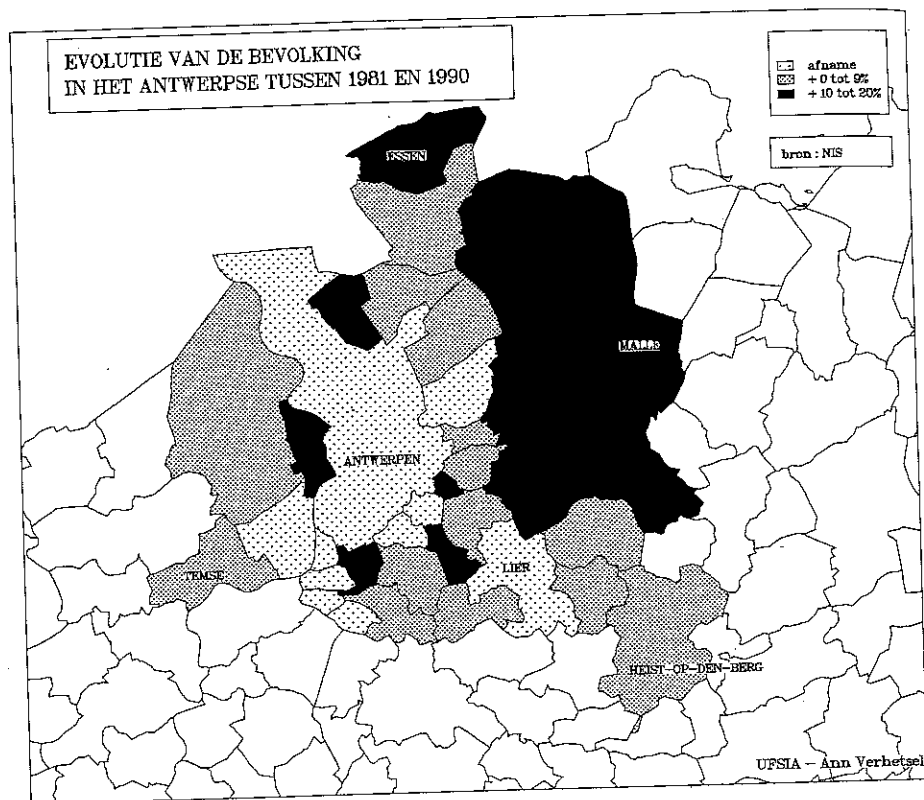 EVOLUTIE VAN DE BEVOLKING
IN HET ANTWERPSE TUSSEN 1981 EN 1990
afname
+0 tot 9%
+10 tot 20%
bron : NIS
ESSEN
MALLE
ANTWERPEN
TEMSE
LIER
HEIST-OP-DEN-BERG
UFSIA - Ann Verhetsel